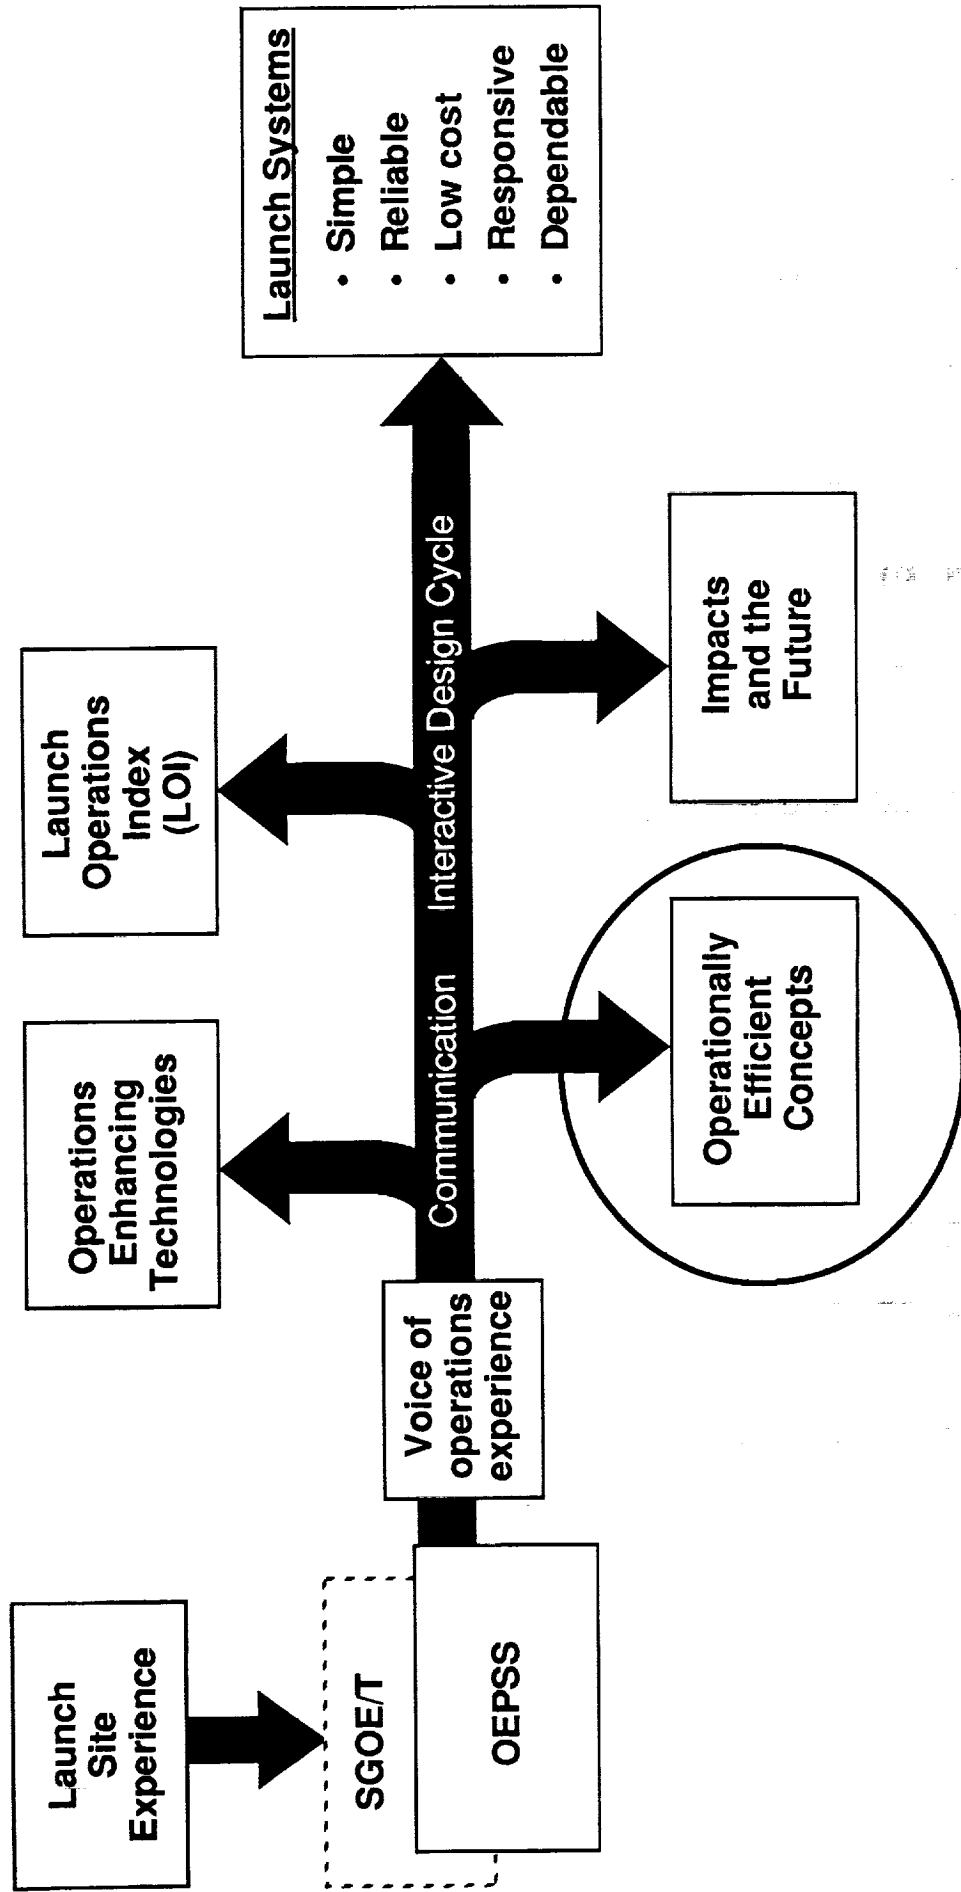 Launch
Site
Experience
SGOE/T
OEPSS
Voice of
operations
experience
Operations
Enhancing
Technologies
Launch
Operations
Index
(LOI)
Communication Interactive Design Cycle
Operationally
Efficient
Concepts
Impacts
and the
Future
Launch Systems
• Simple
• Reliable
• Low cost
• Responsive
• Dependable